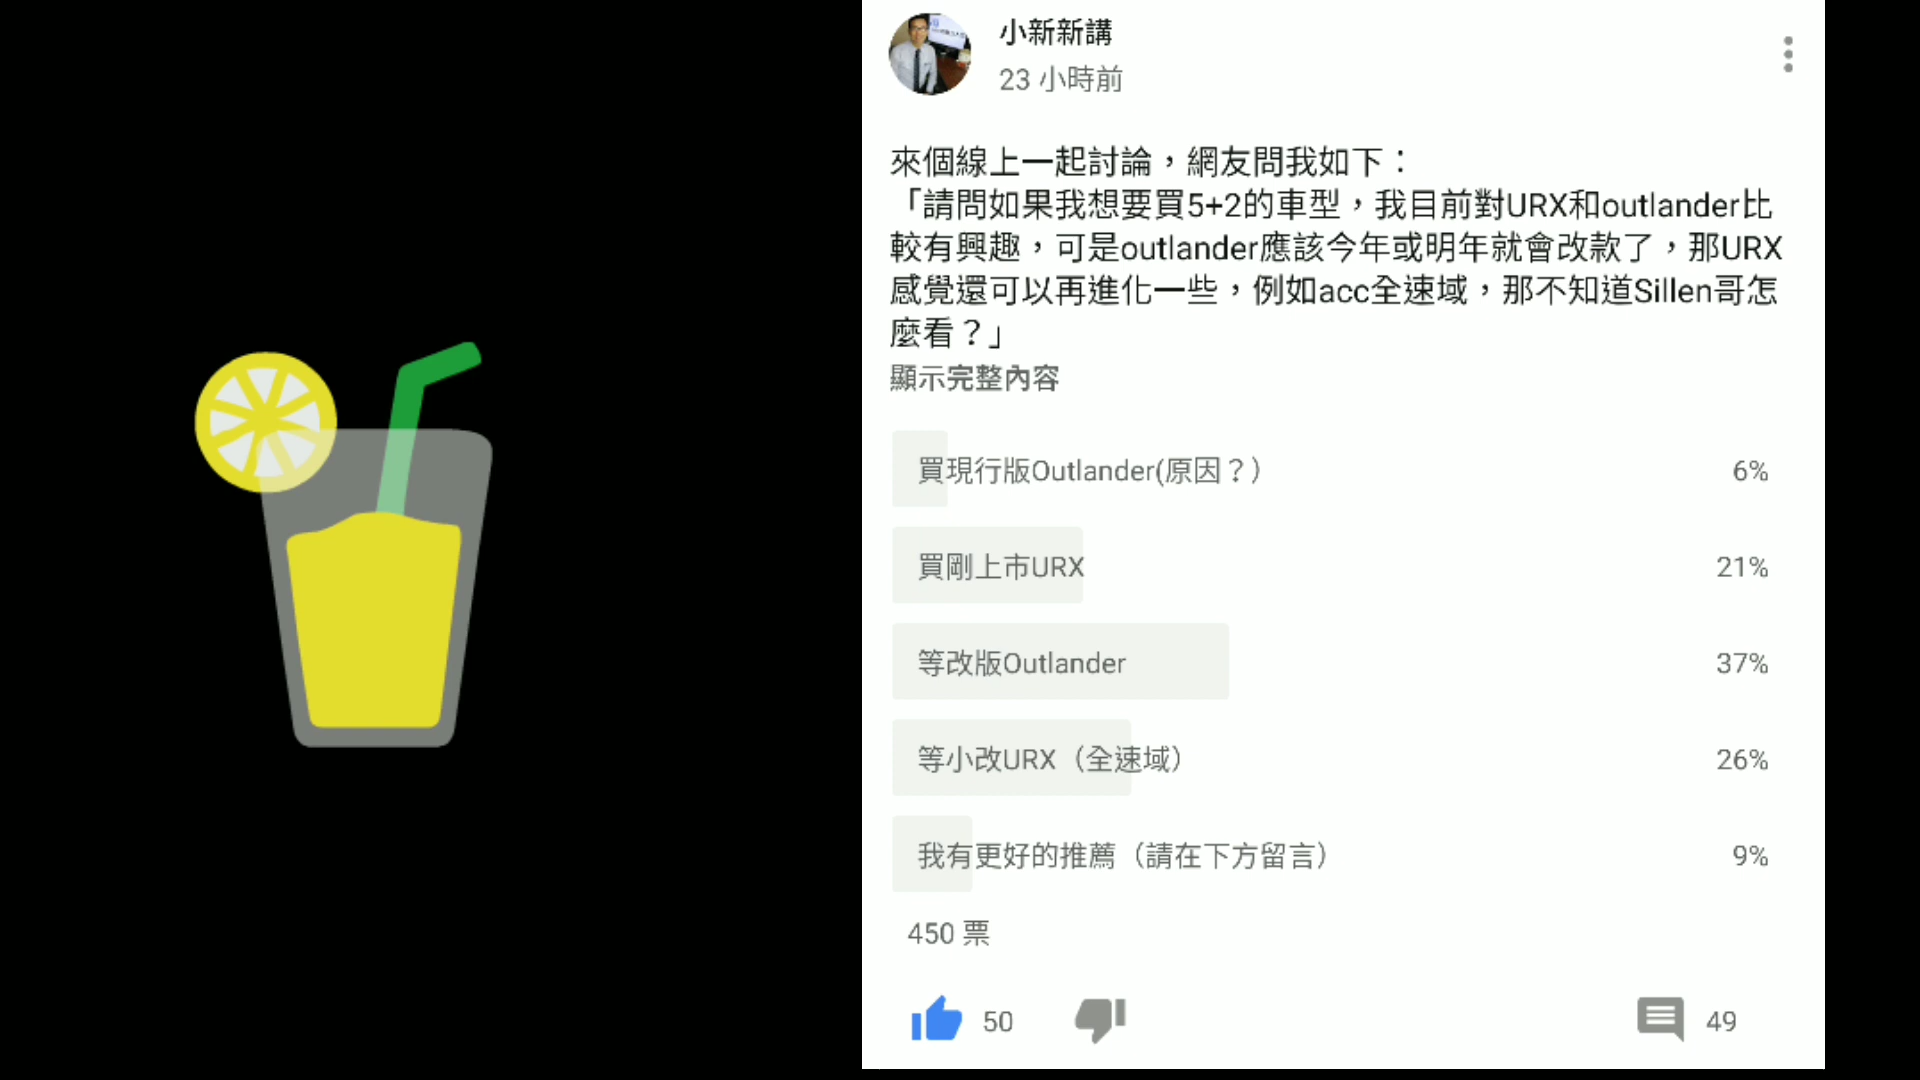 小新新講
23 小時前
來個線上一起討論，網友問我如下：
「請問如果我想要買5+2的車型，我目前對URX和outlander比
較有興趣，可是outlander應該今年或明年就會改款了，那URX
感覺還可以再進化一些，例如acc全速域，那不知道Sillen哥怎
麼看？」
顯示完整內容
買現行版Outlander(原因？）
6%
買剛上市URX
21%
等改版Outlander
37%
等小改URX（全速域）
26%
我有更好的推薦（請在下方留言）
9%
450 票
50
49